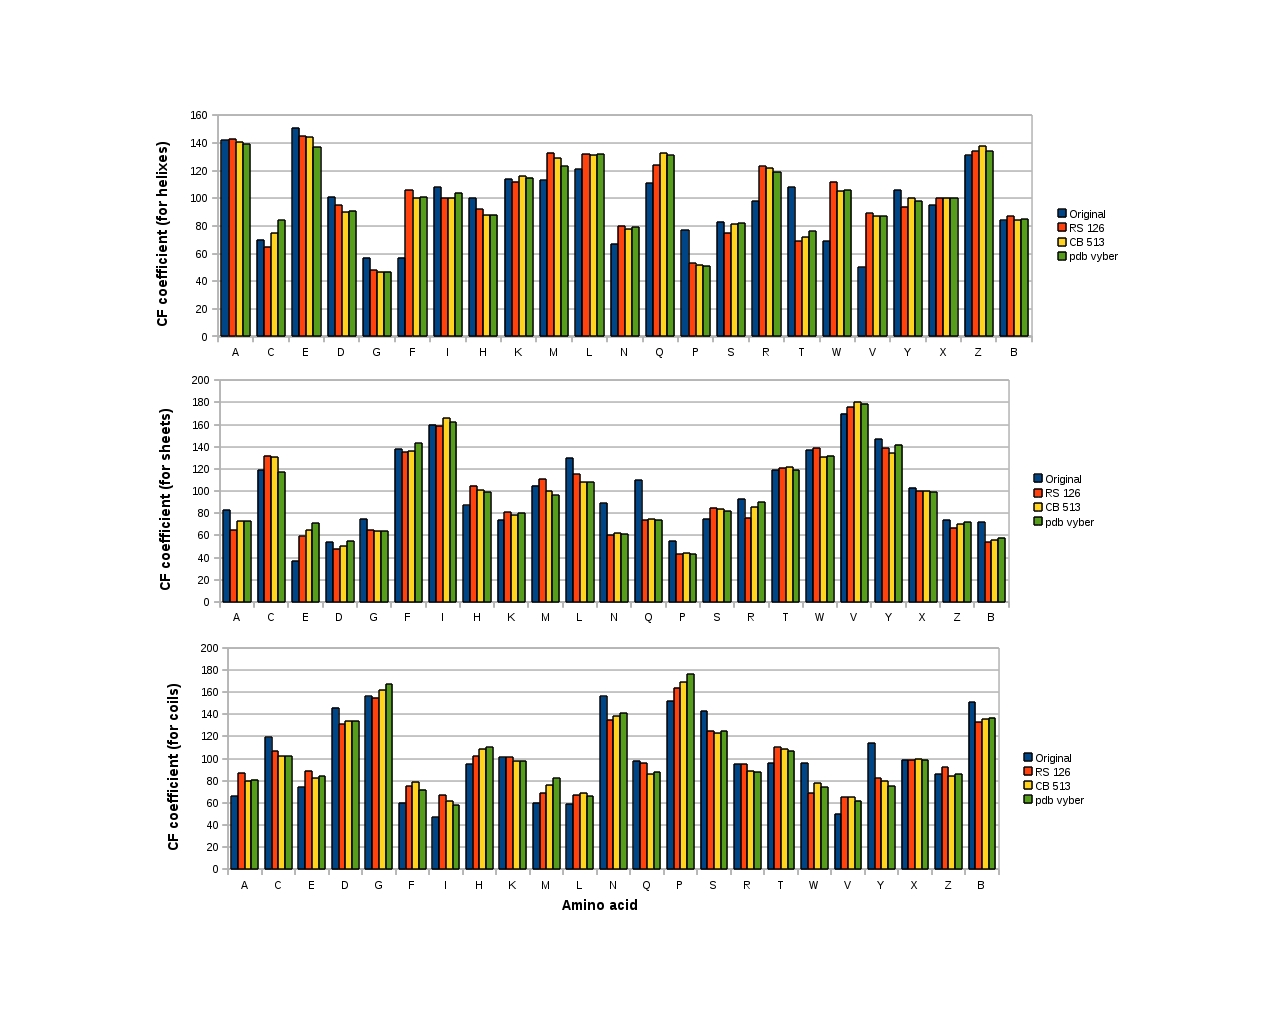 CF coefficient (for helixes)
160
140
120
100
80
60
40
20
0
A C E D G F I H K M L N Q P S R T W V Y X Z B
Original
RS 126
CB 513
pdb vyber
CF coefficient (for sheets)
200
180
160
140
120
100
80
60
40
20
0
A C E D G F I H K M L N Q P S R T W V Y X Z B
Original
RS 126
CB 513
pdb vyber
CF coefficient (for coils)
200
180
160
140
120
100
80
60
40
20
0
A C E D G F I H K M L N Q P S R T W V Y X Z B
Amino acid
Original
RS 126
CB 513
pdb vyber